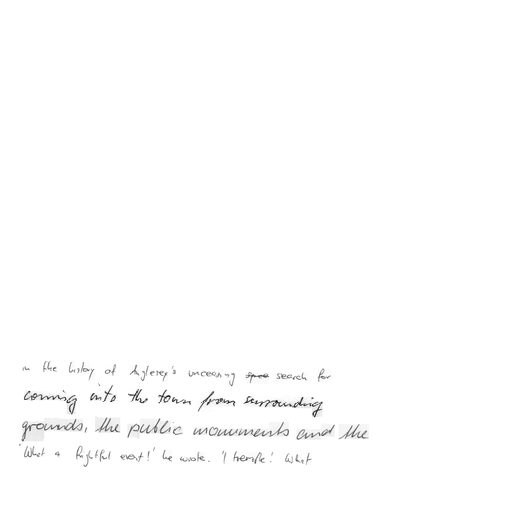 in the history of Anglesey's unceasing search for
coming into the town from surrounding
grounds, the public monuments and the
'What a frightful event!' he wrote. 'I tremble! What